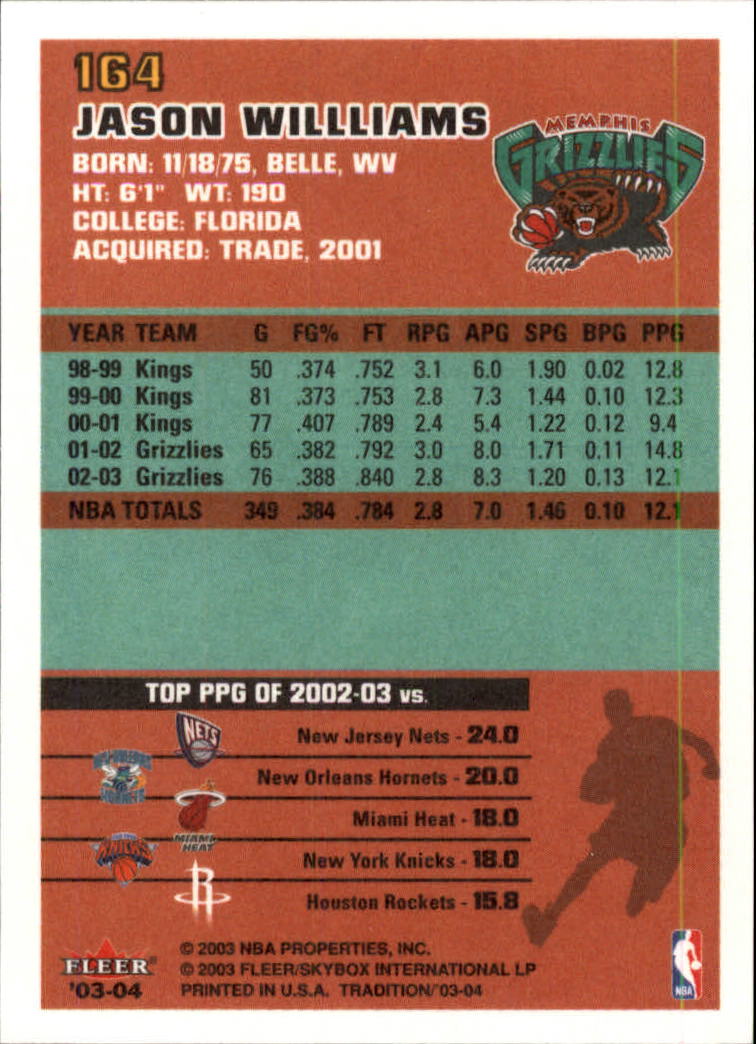 164
JASON WILLLIAMS
BORN: 11/18/75, BELLE, WV
HT: 6'1" WT: 190
COLLEGE: FLORIDA
ACQUIRED: TRADE, 2001
MEMPHIS
GRIZZLIES
YEAR TEAM G FG% FT RPG APG SPG BPG PPG
98-99 Kings 50 .374 .752 3.1 6.0 1.90 0.02 12.8
99-00 Kings 81 .373 .753 2.8 7.3 1.44 0.10 12.3
00-01 Kings 77 .407 .789 2.4 5.4 1.22 0.12 9.4
01-02 Grizzlies 65 .382 .792 3.0 8.0 1.71 0.11 14.8
02-03 Grizzlies 76 .388 .840 2.8 8.3 1.20 0.13 12.1
NBA TOTALS 349 .384 .784 2.8 7.0 1.46 0.10 12.1
TOP PPG OF 2002-03 vs.
NETS
New Jersey Nets - 24.0
HORNETS
New Orleans Hornets - 20.0
MIAMI
HEAT
Miami Heat - 18.0
KNICKS
New York Knicks - 18.0
R
Houston Rockets - 15.8
FLEER
'03-04
© 2003 NBA PROPERTIES, INC.
© 2003 FLEER/SKYBOX INTERNATIONAL LP
PRINTED IN U.S.A. TRADITION/'03-04
NBA